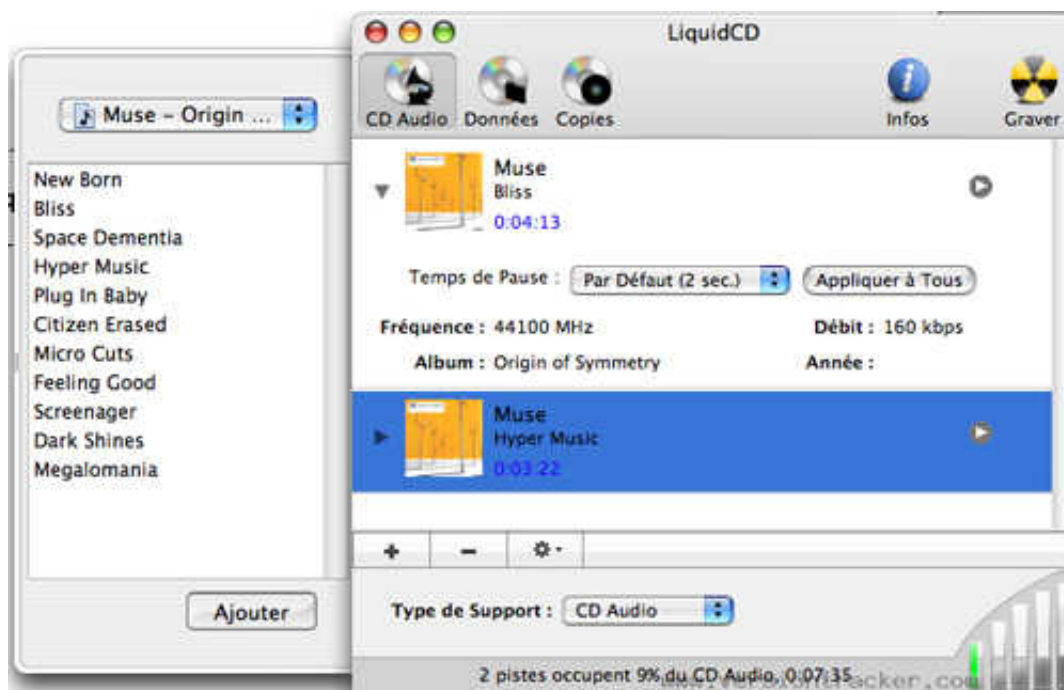 LiquidCD
CD Audio Données Copies Infos Graver
Muse - Origin ...
New Born
Bliss
Space Dementia
Hyper Music
Plug In Baby
Citizen Erased
Micro Cuts
Feeling Good
Screenager
Dark Shines
Megalomania
Ajouter
Muse
Bliss
0:04:13
Temps de Pause : Par Défaut (2 sec.) Appliquer à Tous
Fréquence : 44100 MHz Débit : 160 kbps
Album : Origin of Symmetry Année :
Muse
Hyper Music
0:03:22
Type de Support : CD Audio
2 pistes occupent 9% du CD Audio, 0:07:35
www.versiontracker.com